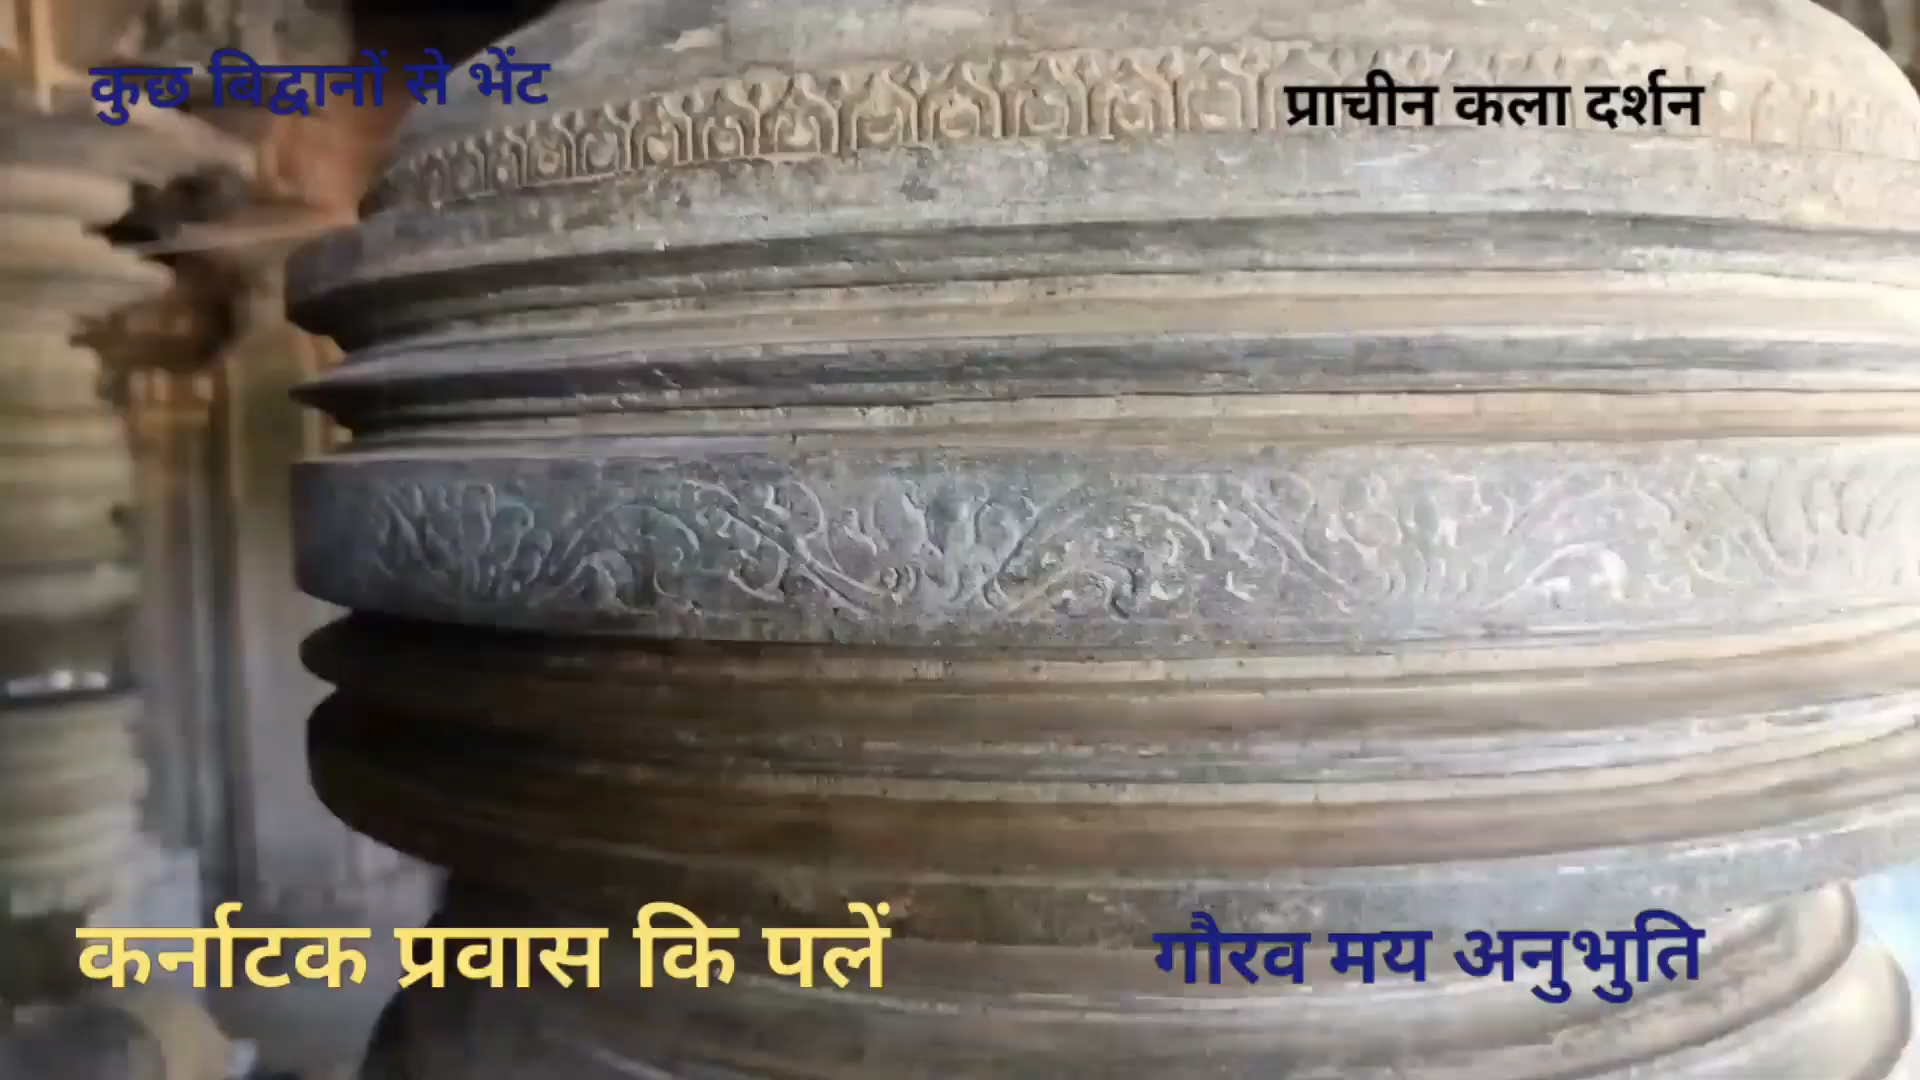 कुछ बिद्वानों से भेंट
प्राचीन कला दर्शन
कर्नाटक प्रवास कि पलें
गौरव मय अनुभुति